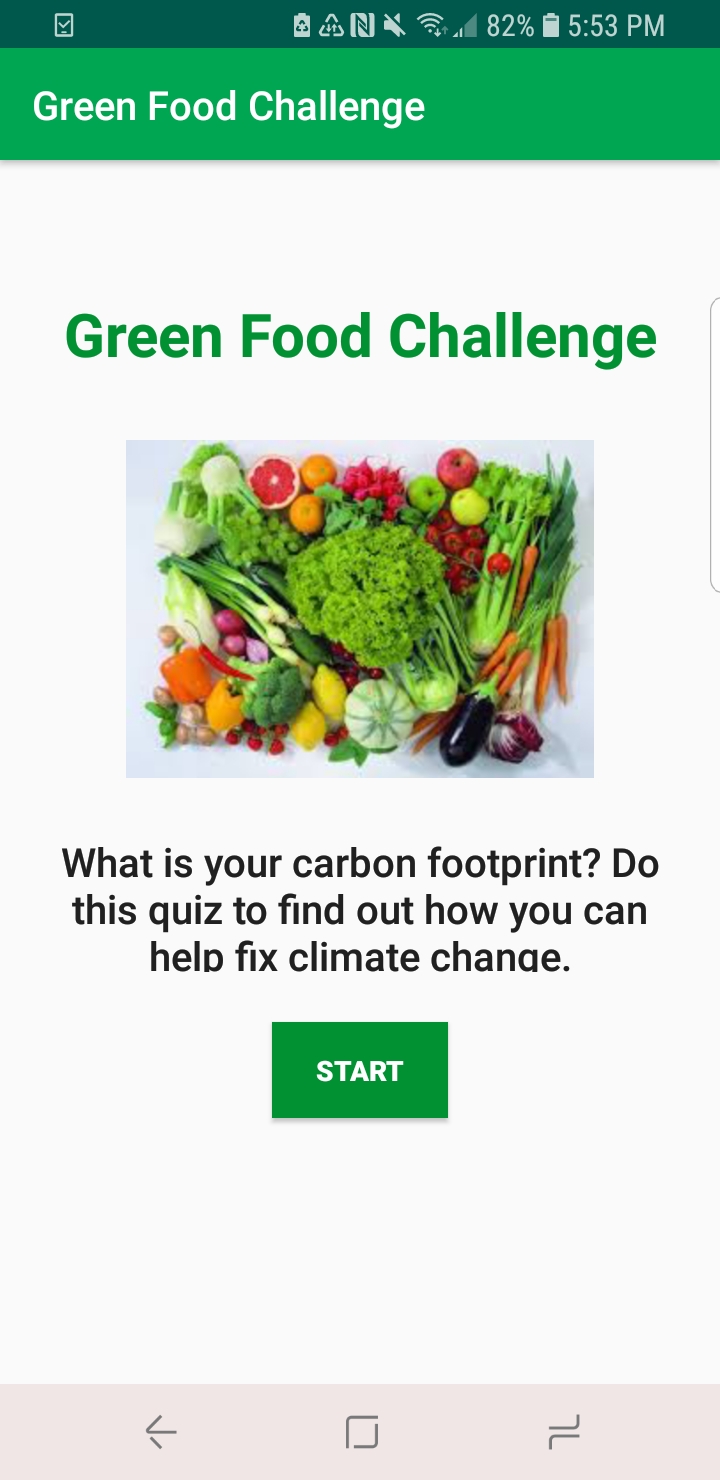 82% 5:53 PM
Green Food Challenge
Green Food Challenge
What is your carbon footprint? Do
this quiz to find out how you can
help fix climate change.
START